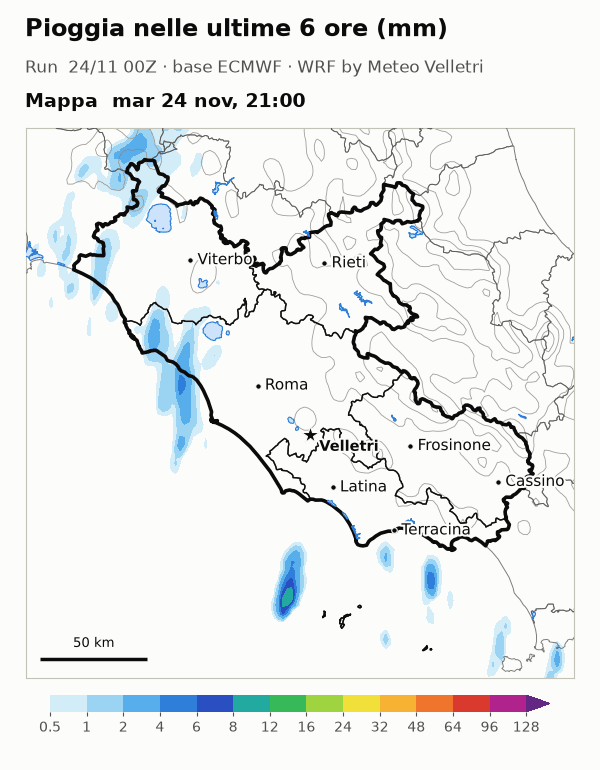 Pioggia nelle ultime 6 ore (mm)
Run  24/11 00Z · base ECMWF · WRF by Meteo Velletri
Mappa  mar 24 nov, 21:00
Viterbo
Rieti
Roma
Velletri
Frosinone
Latina
Cassino
Terracina
50 km
0.5 1 2 4 6 8 12 16 24 32 48 64 96 128